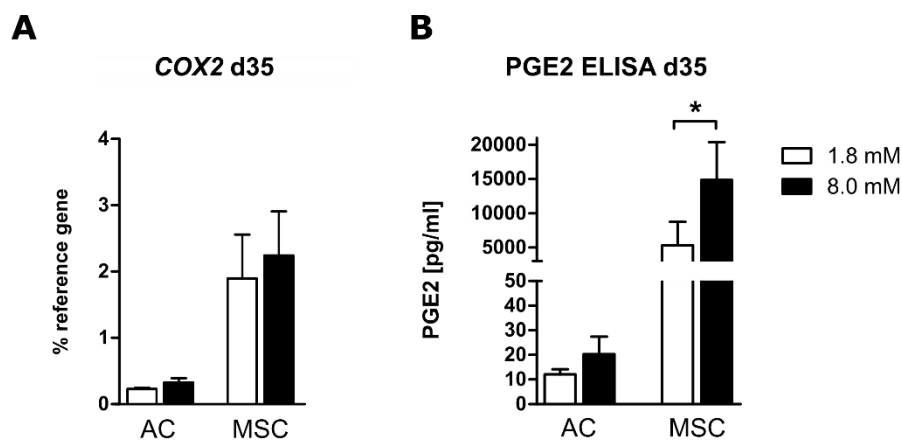 A
COX2 d35
% reference gene
4
3
2
1
0
AC
MSC
B
PGE2 ELISA d35
*
PGE2 [pg/ml]
20000
15000
10000
5000
50
40
30
20
10
0
AC
MSC
1.8 mM
8.0 mM